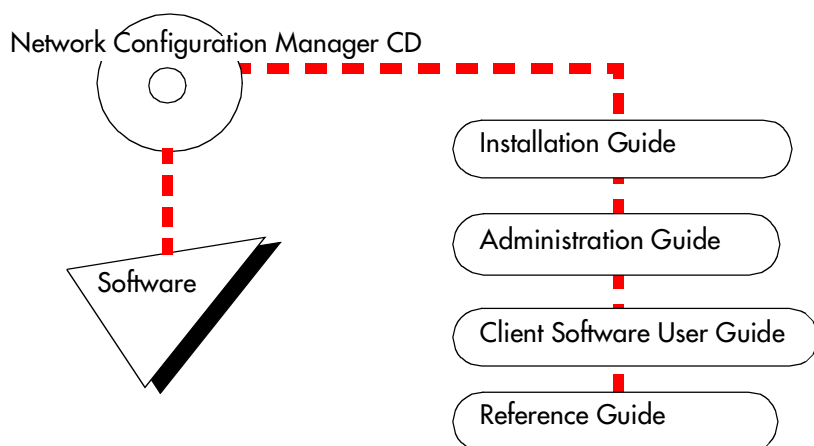 Network Configuration Manager CD
Installation Guide
Administration Guide
Software
Client Software User Guide
Reference Guide